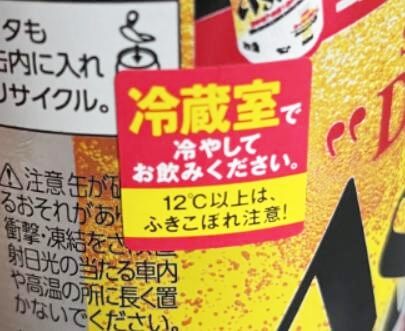 タも
缶内に入れ
リサイクル。
冷蔵室で
冷やして
お飲みください。
12℃以上は、
ふきこぼれ注意!
注意 缶が
るおそれがあり
衝撃・凍結をさ
射日光の当たる車内
や高温の所に長く置
かないでください。
“D